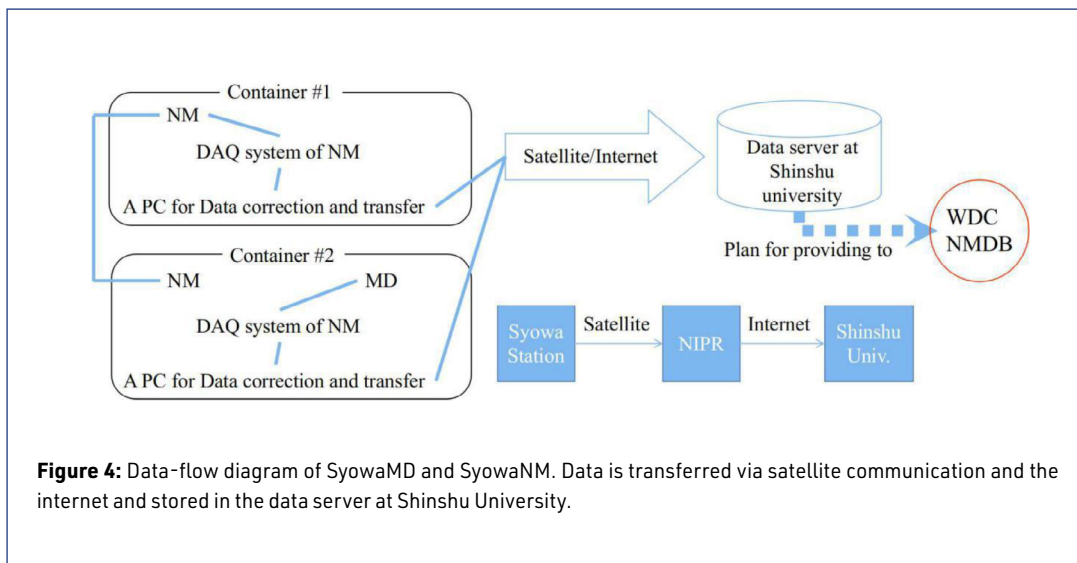 Container #1
NM
DAQ system of NM
A PC for Data correction and transfer
Container #2
NM
MD
DAQ system of NM
A PC for Data correction and transfer
Satellite/Internet
Data server at
Shinshu
university
Plan for providing to
WDC
NMDB
Syowa
Station
Satellite
NIPR
Internet
Shinshu
Univ.
Figure 4: Data-flow diagram of SyowaMD and SyowaNM. Data is transferred via satellite communication and the
internet and stored in the data server at Shinshu University.